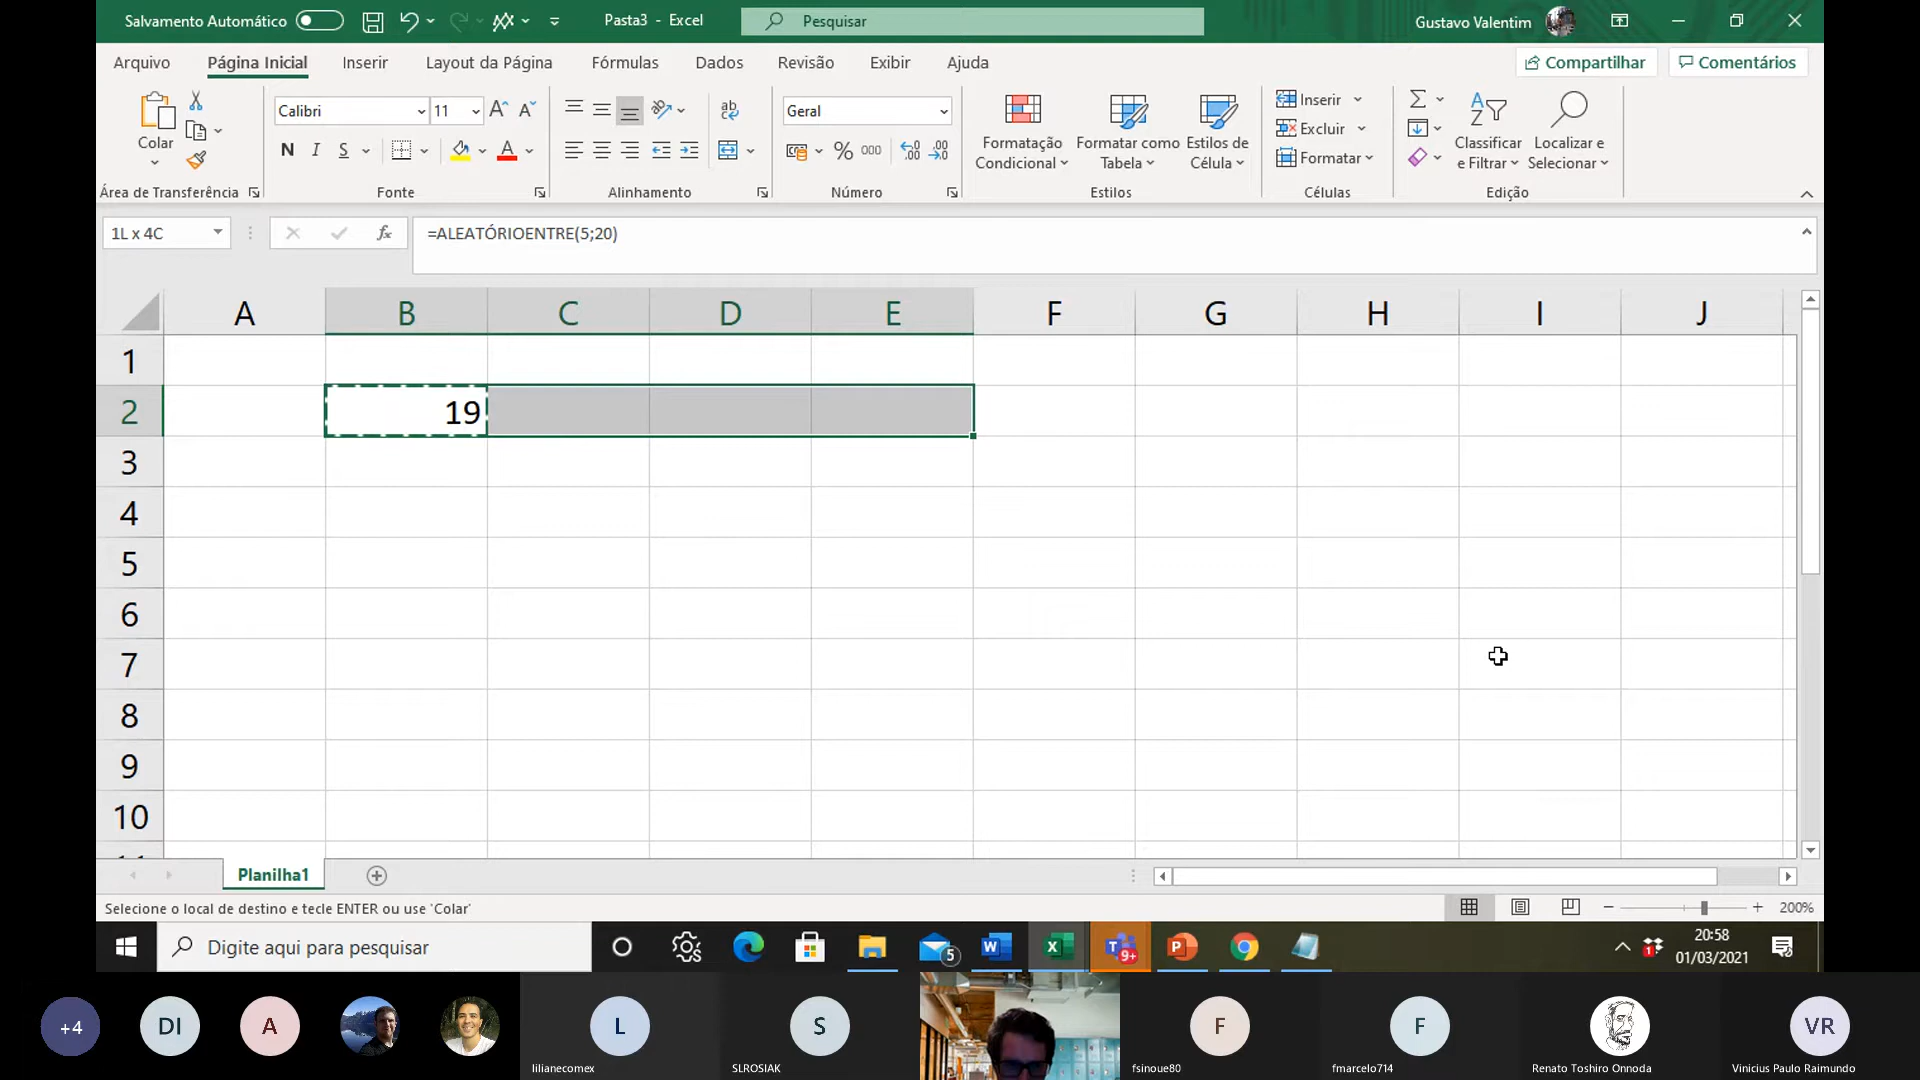 Salvamento Automático
Pasta3 - Excel
Pesquisar
Gustavo Valentim
Arquivo
Página Inicial
Inserir
Layout da Página
Fórmulas
Dados
Revisão
Exibir
Ajuda
Compartilhar
Comentários
Colar
Calibri
11
Geral
N
I
S
A
% 000
Formatação Condicional
Formatar como Tabela
Estilos de Célula
Inserir
Excluir
Formatar
Classificar e Filtrar
Localizar e Selecionar
Área de Transferência
Fonte
Alinhamento
Número
Estilos
Células
Edição
1L x 4C
fx
=ALEATÓRIOENTRE(5;20)
A B C D E F G H I J
1
2 19
3
4
5
6
7
8
9
10
Planilha1
Selecione o local de destino e tecle ENTER ou use 'Colar'
200%
Digite aqui para pesquisar
5
9+
1
20:58
01/03/2021
+4
DI
A
L
S
F
F
VR
lilianecomex
SLROSIAK
fsinoue80
fmarcelo714
Renato Toshiro Onnoda
Vinicius Paulo Raimundo